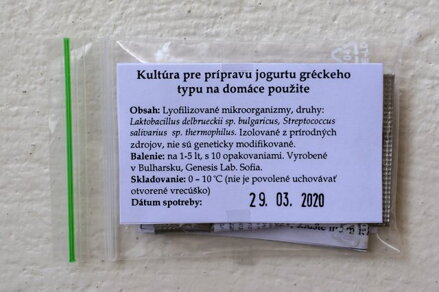 Kultúra pre prípravu jogurtu gréckeho
typu na domáce použite
Obsah: Lyofilizované mikroorganizmy, druhy:
Laktobacillus delbrueckii sp. bulgaricus, Streptococcus
salivarius sp. thermophilus. Izolované z prírodných
zdrojov, nie sú geneticky modifikované.
Balenie: na 1-5 lt, s 10 opakovaniami. Vyrobené
v Bulharsku, Genesis Lab. Sofia.
Skladovanie: 0 – 10 °C (nie je povolené uchovávať
otvorené vrecúško)
Dátum spotreby: 29. 03. 2020